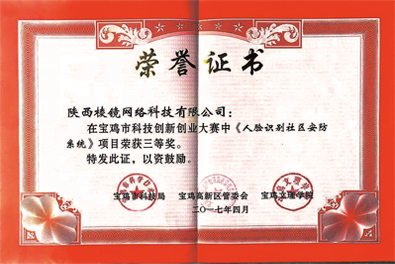 荣誉证书
陕西棱镜网络科技有限公司：
在宝鸡市科技创新创业大赛中《人脸识别社区安防
系统》项目荣获三等奖。
特发此证，以资鼓励。
宝鸡市科技局 宝鸡高新区管委会 宝鸡文理学院
二〇一七年四月